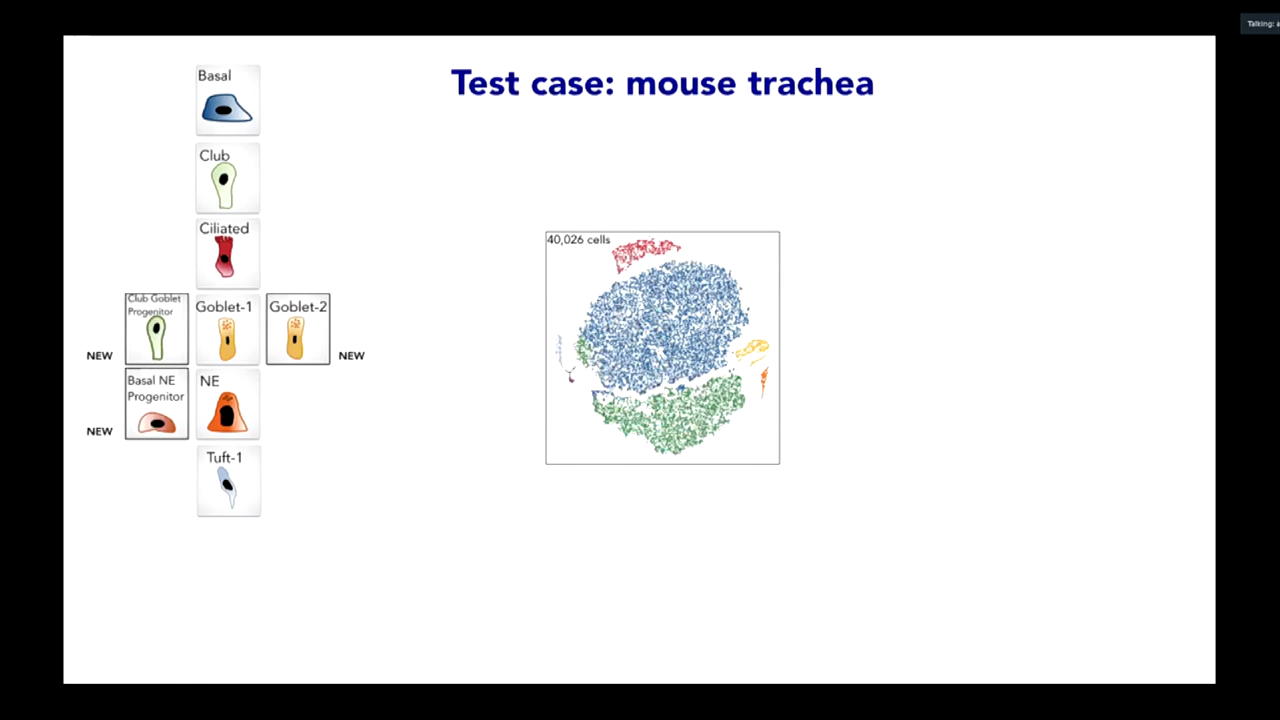 Talking: a
Test case: mouse trachea
Basal
Club
Ciliated
40,026 cells
Club Goblet
Progenitor
Goblet-1
Goblet-2
NEW
NEW
Basal NE
Progenitor
NE
NEW
Tuft-1